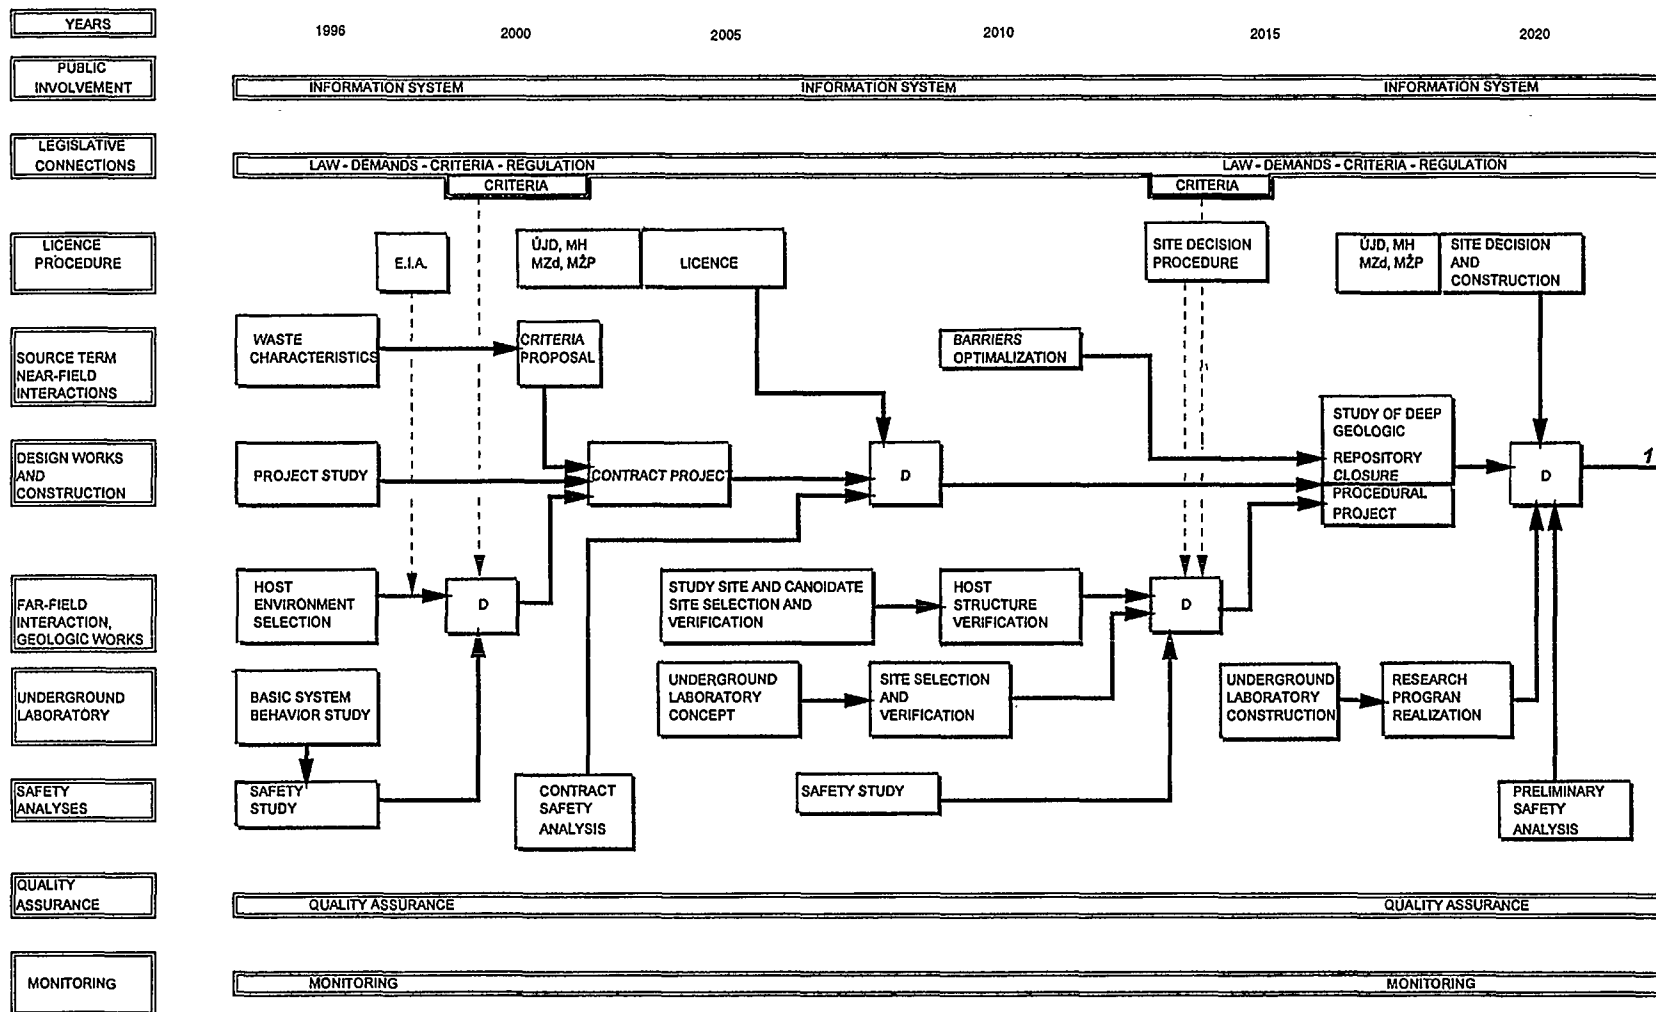 YEARS
1996
2000
2005
2010
2015
2020
PUBLIC
INVOLVEMENT
INFORMATION SYSTEM
INFORMATION SYSTEM
INFORMATION SYSTEM
LEGISLATIVE
CONNECTIONS
LAW - DEMANDS - CRITERIA - REGULATION
LAW - DEMANDS - CRITERIA - REGULATION
CRITERIA
CRITERIA
LICENCE
PROCEDURE
E.I.A.
ÚJD, MH
MZd, MŽP
LICENCE
SITE DECISION
PROCEDURE
ÚJD, MH
MZd, MŽP
SITE DECISION
AND
CONSTRUCTION
SOURCE TERM
NEAR-FIELD
INTERACTIONS
WASTE
CHARACTERISTICS
CRITERIA
PROPOSAL
BARRIERS
OPTIMALIZATION
DESIGN WORKS
AND
CONSTRUCTION
PROJECT STUDY
CONTRACT PROJECT
D
STUDY OF DEEP
GEOLOGIC
REPOSITORY
CLOSURE
PROCEDURAL
PROJECT
D
1
FAR-FIELD
INTERACTION,
GEOLOGIC WORKS
HOST
ENVIRONMENT
SELECTION
D
STUDY SITE AND CANOIDATE
SITE SELECTION AND
VERIFICATION
HOST
STRUCTURE
VERIFICATION
D
UNDERGROUND
LABORATORY
BASIC SYSTEM
BEHAVIOR STUDY
UNDERGROUND
LABORATORY
CONCEPT
SITE SELECTION
AND
VERIFICATION
UNDERGROUND
LABORATORY
CONSTRUCTION
RESEARCH
PROGRAN
REALIZATION
SAFETY
ANALYSES
SAFETY
STUDY
CONTRACT
SAFETY
ANALYSIS
SAFETY STUDY
PRELIMINARY
SAFETY
ANALYSIS
QUALITY
ASSURANCE
QUALITY ASSURANCE
QUALITY ASSURANCE
MONITORING
MONITORING
MONITORING